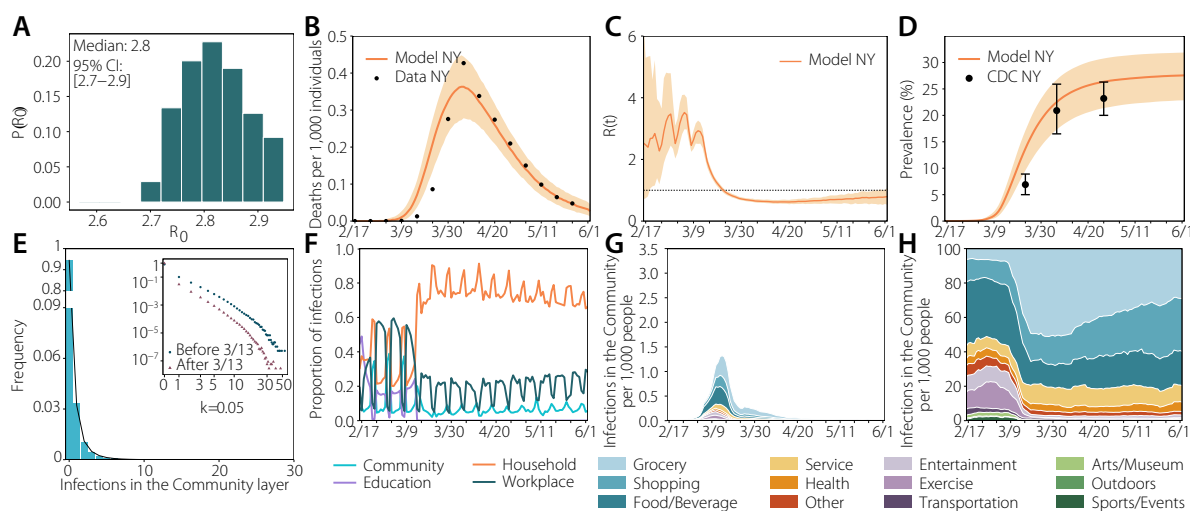 A
Median: 2.8
95% CI:
[2.7−2.9]
P(R0)
0.20
0.15
0.10
0.05
0.00
2.6 2.7 2.8 2.9
R0
B
Deaths per 1,000 individuals
0.5
0.4
0.3
0.2
0.1
0.0
Model NY
Data NY
2/17 3/9 3/30 4/20 5/11 6/1
C
R(t)
6
4
2
0
Model NY
2/17 3/9 3/30 4/20 5/11 6/1
D
Prevalence (%)
30
25
20
15
10
5
0
Model NY
CDC NY
2/17 3/9 3/30 4/20 5/11 6/1
E
Frequency
1
0.9
0.09
0.06
0.03
0
1
10−1
10−3
10−5
10−7
Before 3/13
After 3/13
0 1 3 5 10 30 50
k=0.05
0 10 20 30
Infections in the Community layer
F
Proportion of infections
1.0
0.8
0.6
0.4
0.2
0.0
2/17 3/9 3/30 4/20 5/11 6/1
Community
Education
Household
Workplace
G
Infections in the Community
per 1,000 people
3.5
3.0
2.5
2.0
1.5
1.0
0.5
0.0
2/17 3/9 3/30 4/20 5/11 6/1
H
Infections in the Community
per 1,000 people
100
80
60
40
20
0
2/17 3/9 3/30 4/20 5/11 6/1
Grocery
Shopping
Food/Beverage
Service
Health
Other
Entertainment
Exercise
Transportation
Arts/Museum
Outdoors
Sports/Events